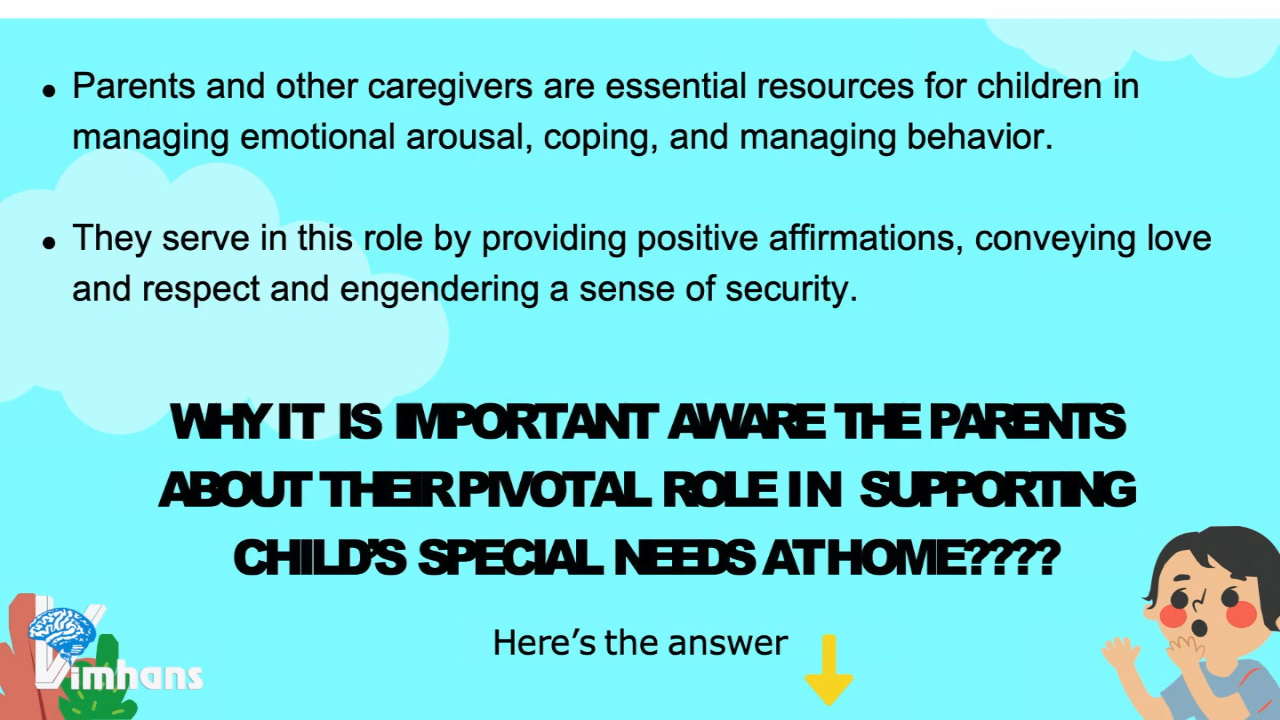 • Parents and other caregivers are essential resources for children in
managing emotional arousal, coping, and managing behavior.
• They serve in this role by providing positive affirmations, conveying love
and respect and engendering a sense of security.
WHY IT IS IMPORTANT AWARE THE PARENTS
ABOUT THEIR PIVOTAL ROLE IN SUPPORTING
CHILD'S SPECIAL NEEDS AT HOME????
Here's the answer
Vimhans